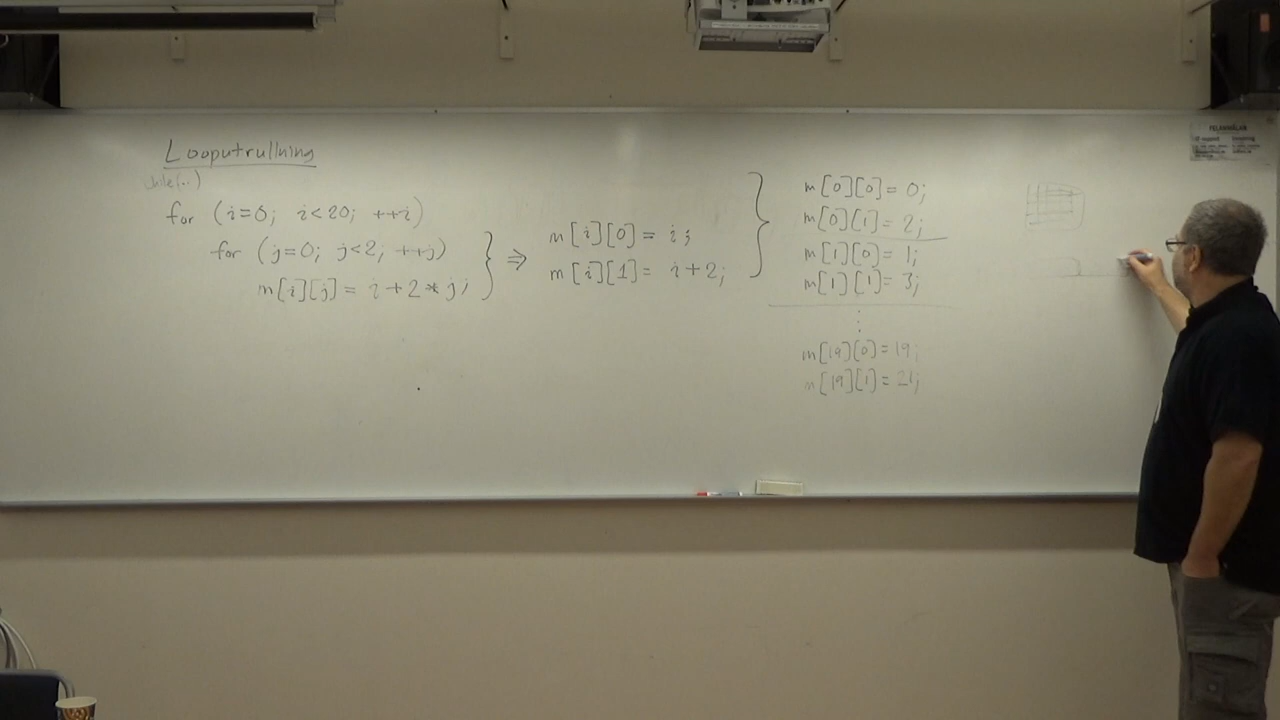 Looputrullning
while(..)
for (i=0; i<20; ++i)
for (j=0; j<2; ++j)
m[i][j] = i+2*j;
} ⇒
m[i][0] = i;
m[i][1] = i+2;
}
m[0][0]=0;
m[0][1]=2;
m[1][0]=1;
m[1][1]=3;
⋮
m[19][0]=19;
m[19][1]=21;
FELANMÄLAN